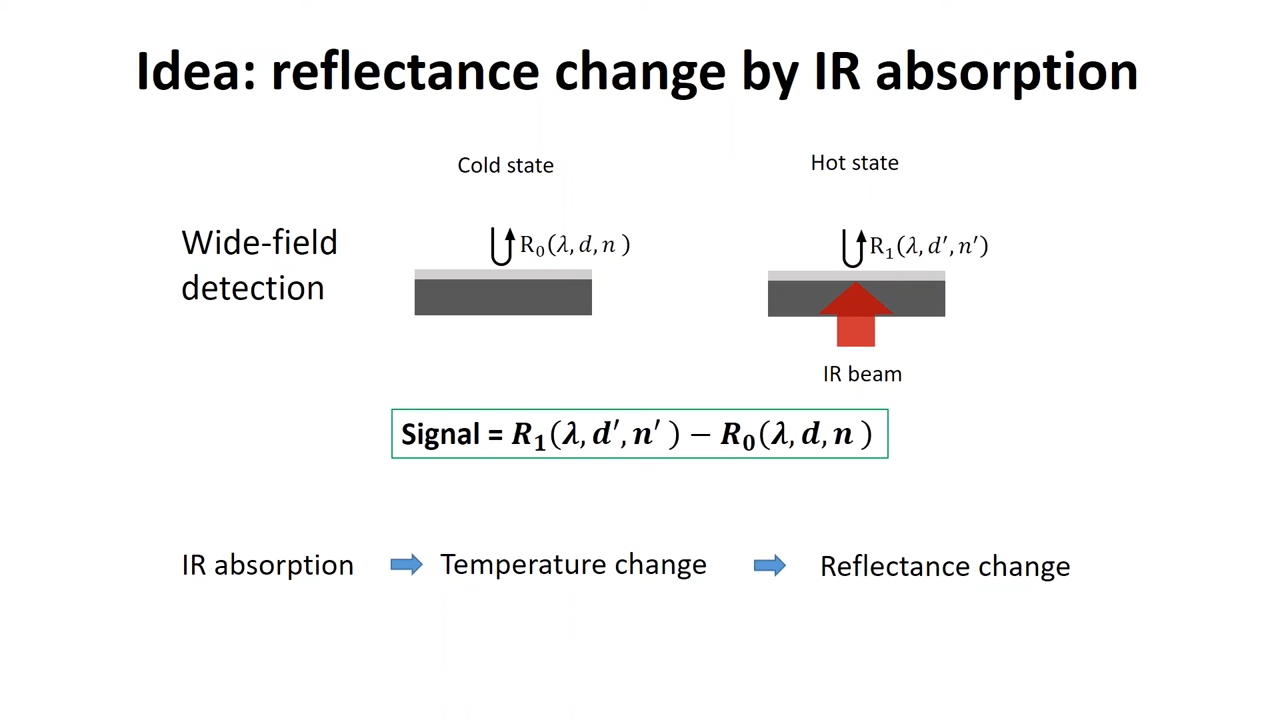 Idea: reflectance change by IR absorption
Cold state
Hot state
Wide-field
detection
R₀(λ, d, n )
R₁(λ, d′, n′)
IR beam
Signal = R₁(λ, d′, n′ ) − R₀(λ, d, n )
IR absorption
Temperature change
Reflectance change